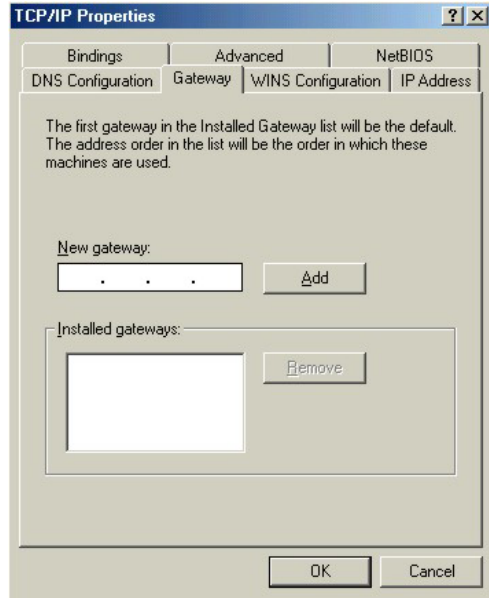 TCP/IP Properties
Bindings Advanced NetBIOS
DNS Configuration Gateway WINS Configuration IP Address
The first gateway in the Installed Gateway list will be the default.
The address order in the list will be the order in which these
machines are used.
New gateway:
. . .
Add
Installed gateways:
Remove
OK Cancel